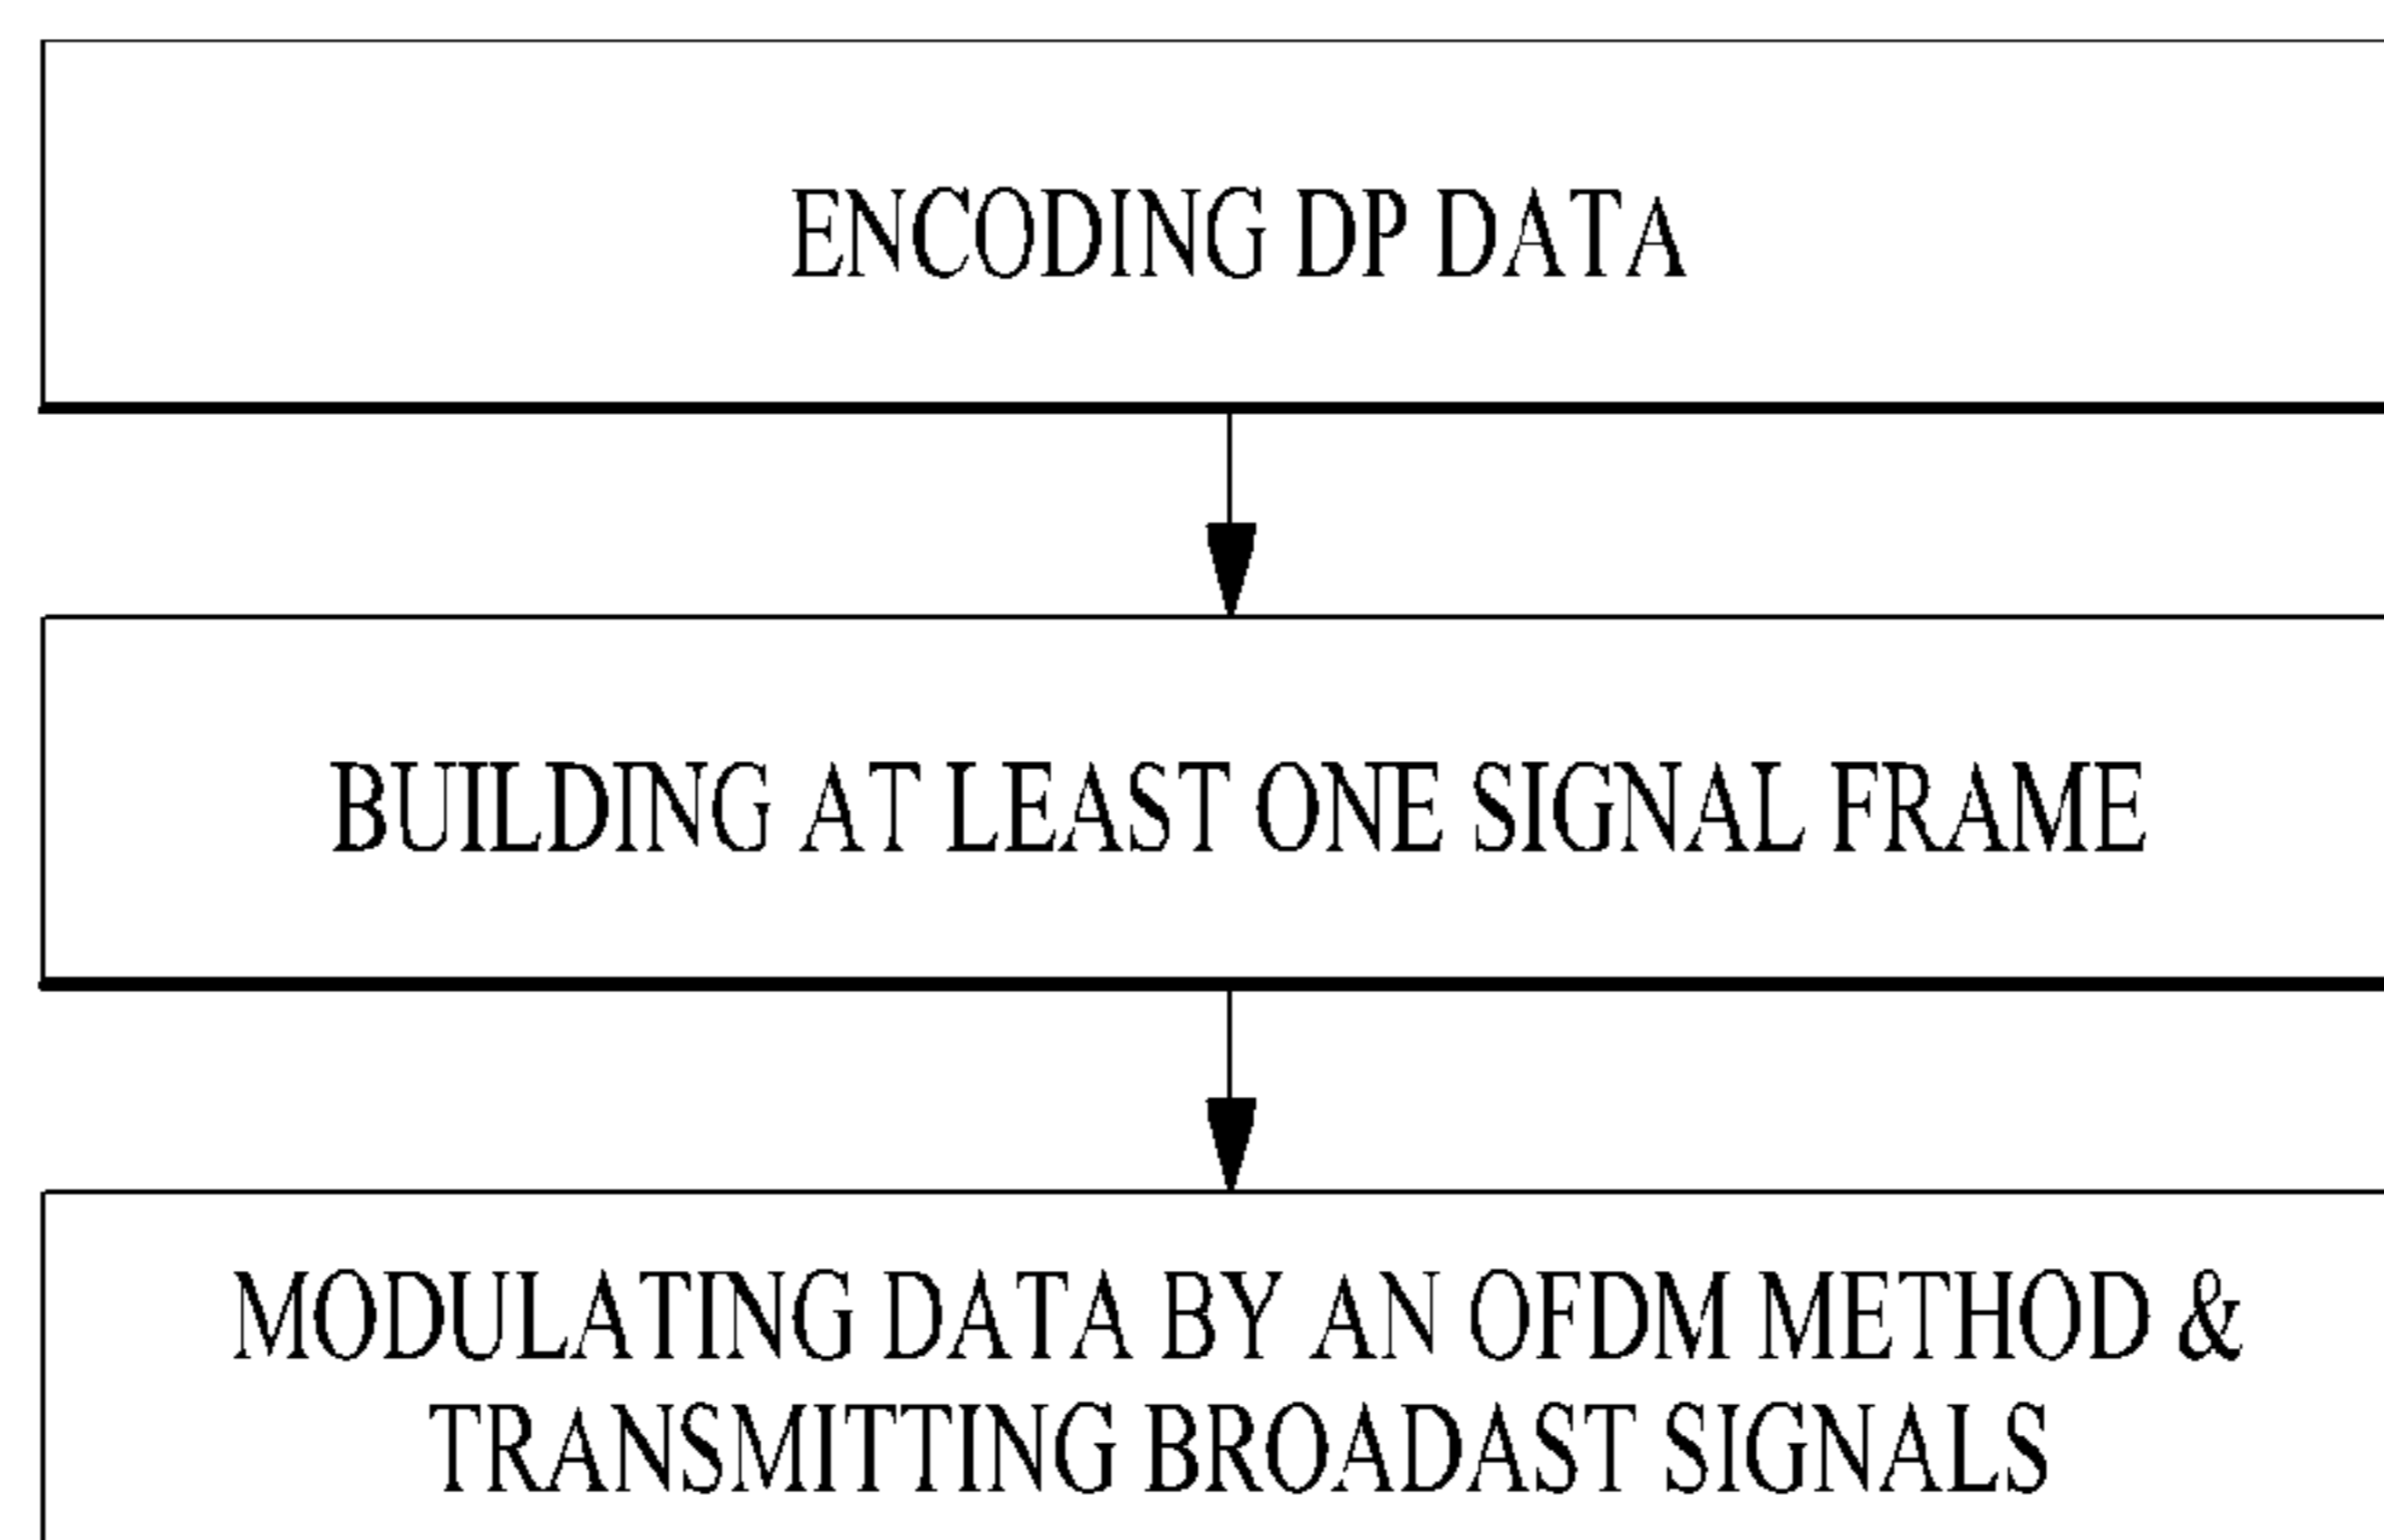 ENCODING DP DATA
BUILDING AT LEAST ONE SIGNAL FRAME
MODULATING DATA BY AN OFDM METHOD &
TRANSMITTING BROADAST SIGNALS